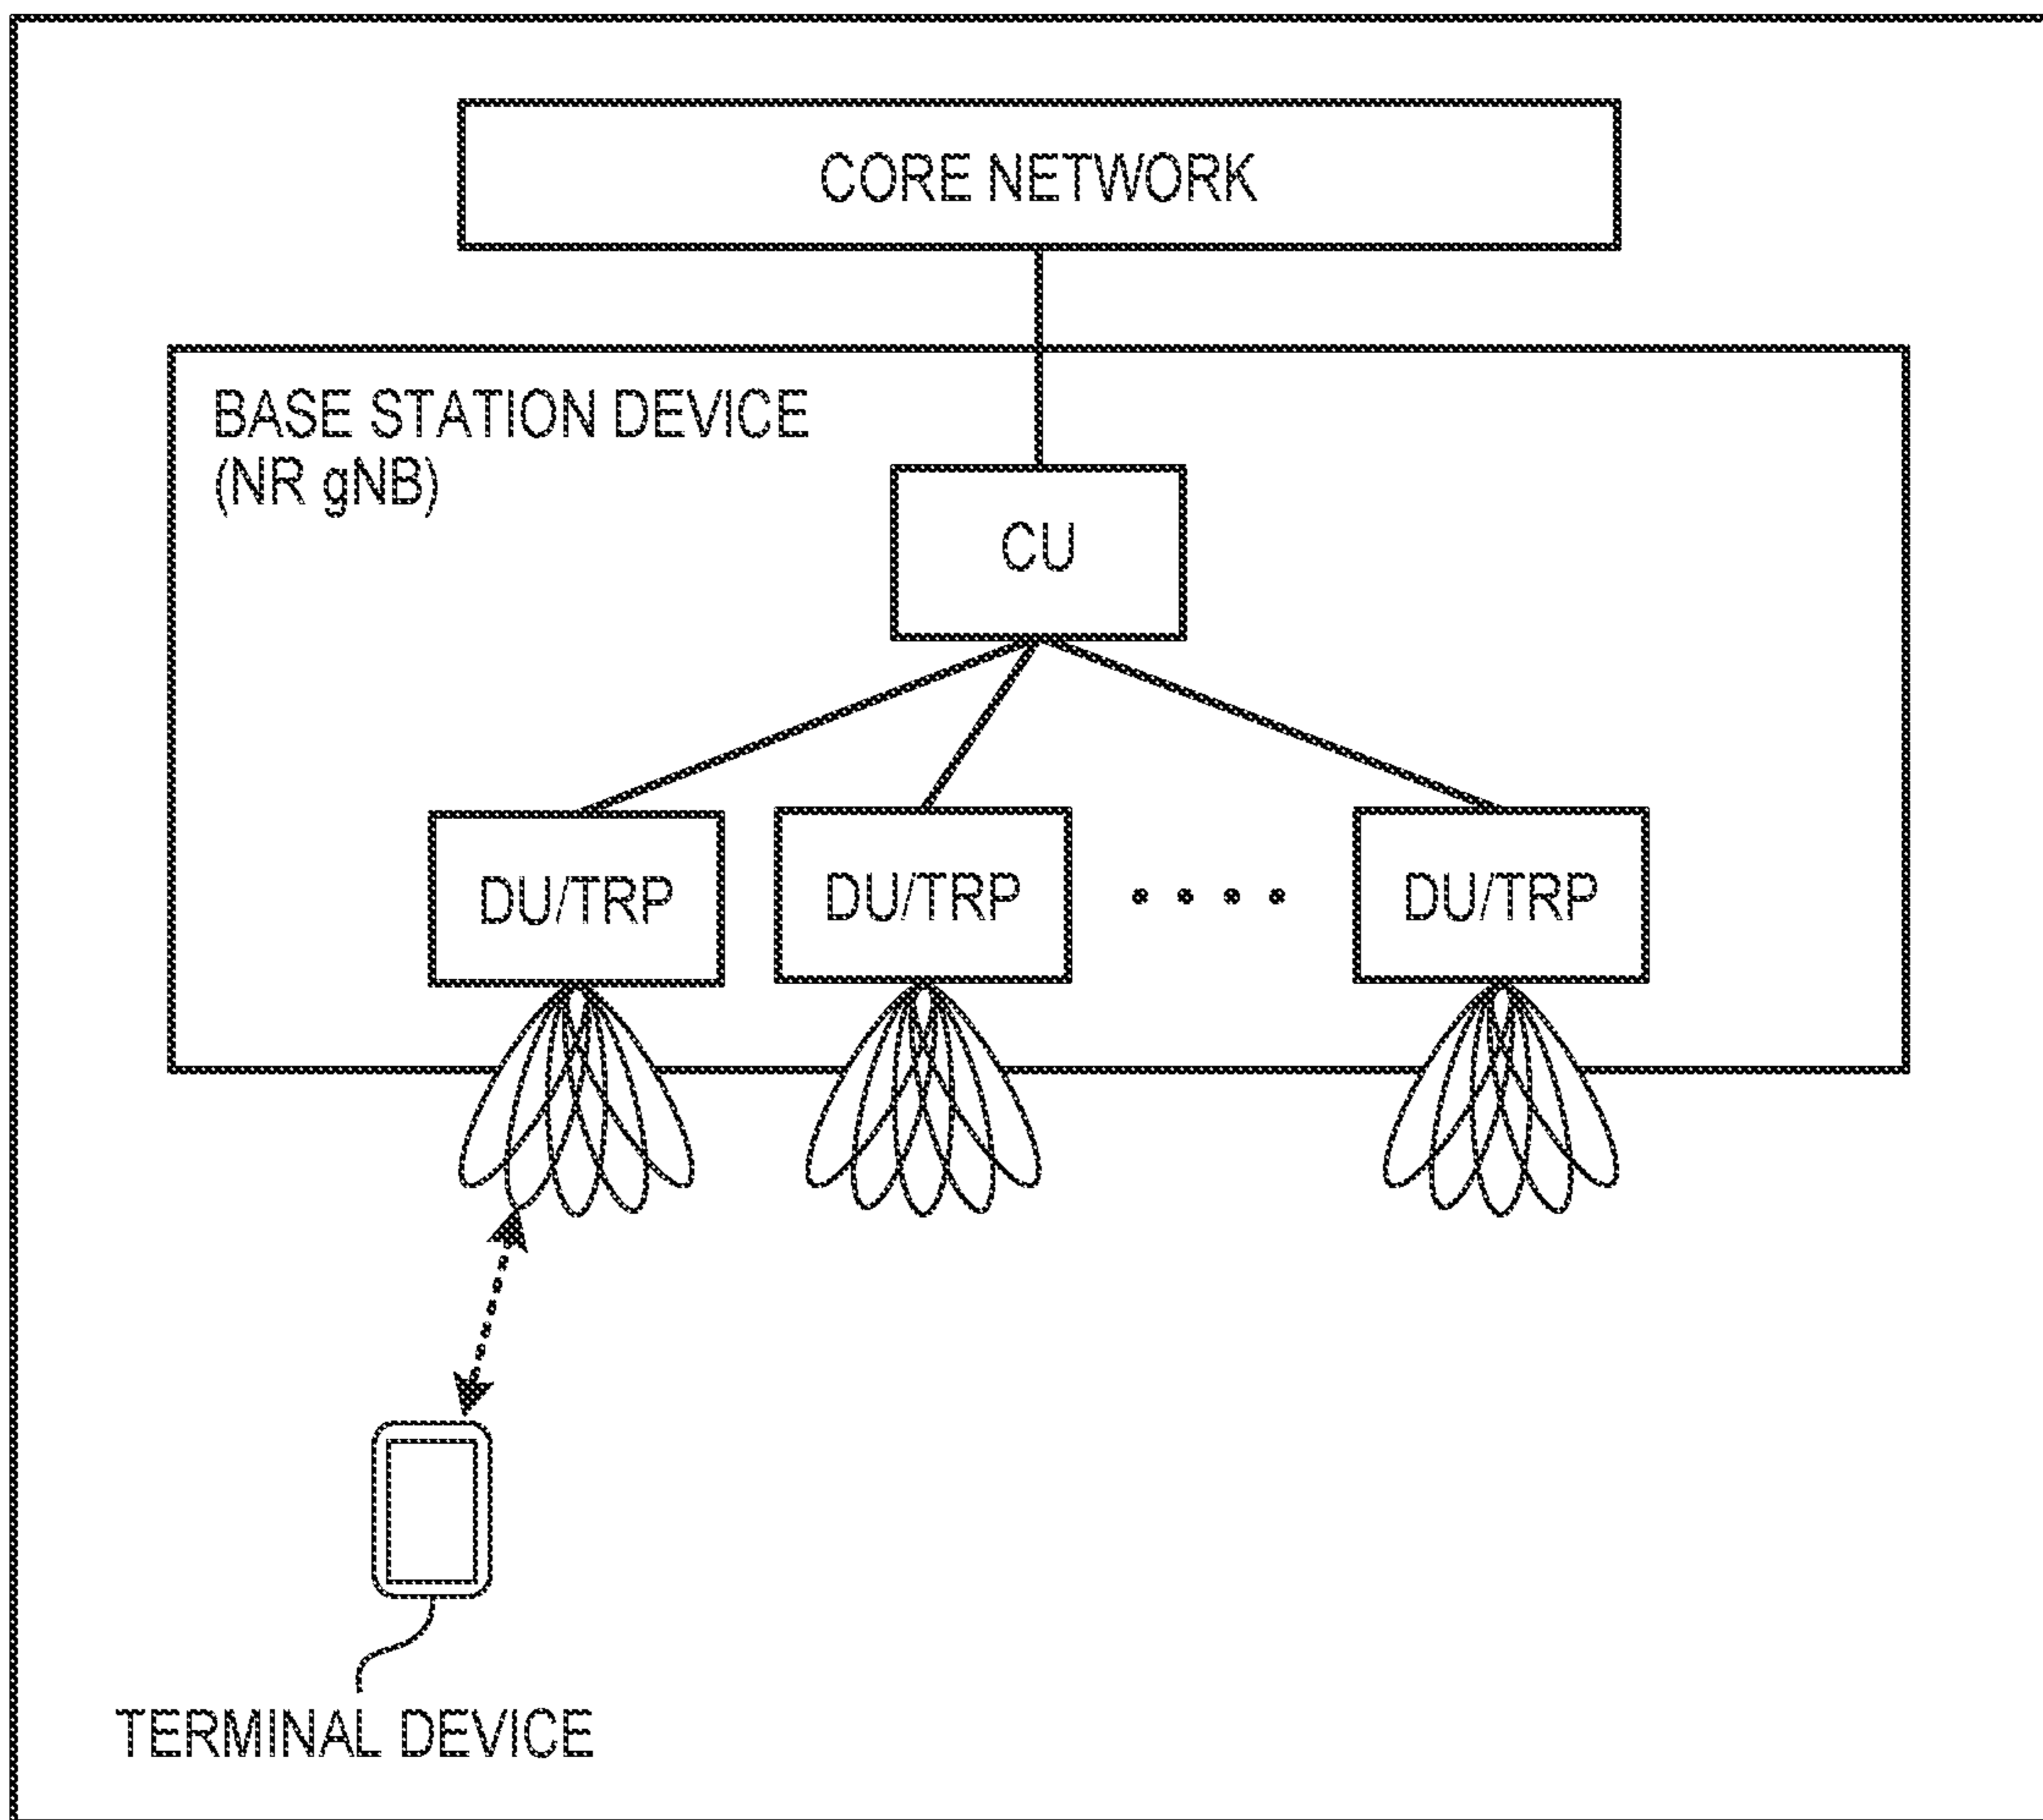 CORE NETWORK
BASE STATION DEVICE
(NR gNB)
CU
DU/TRP
DU/TRP
DU/TRP
TERMINAL DEVICE